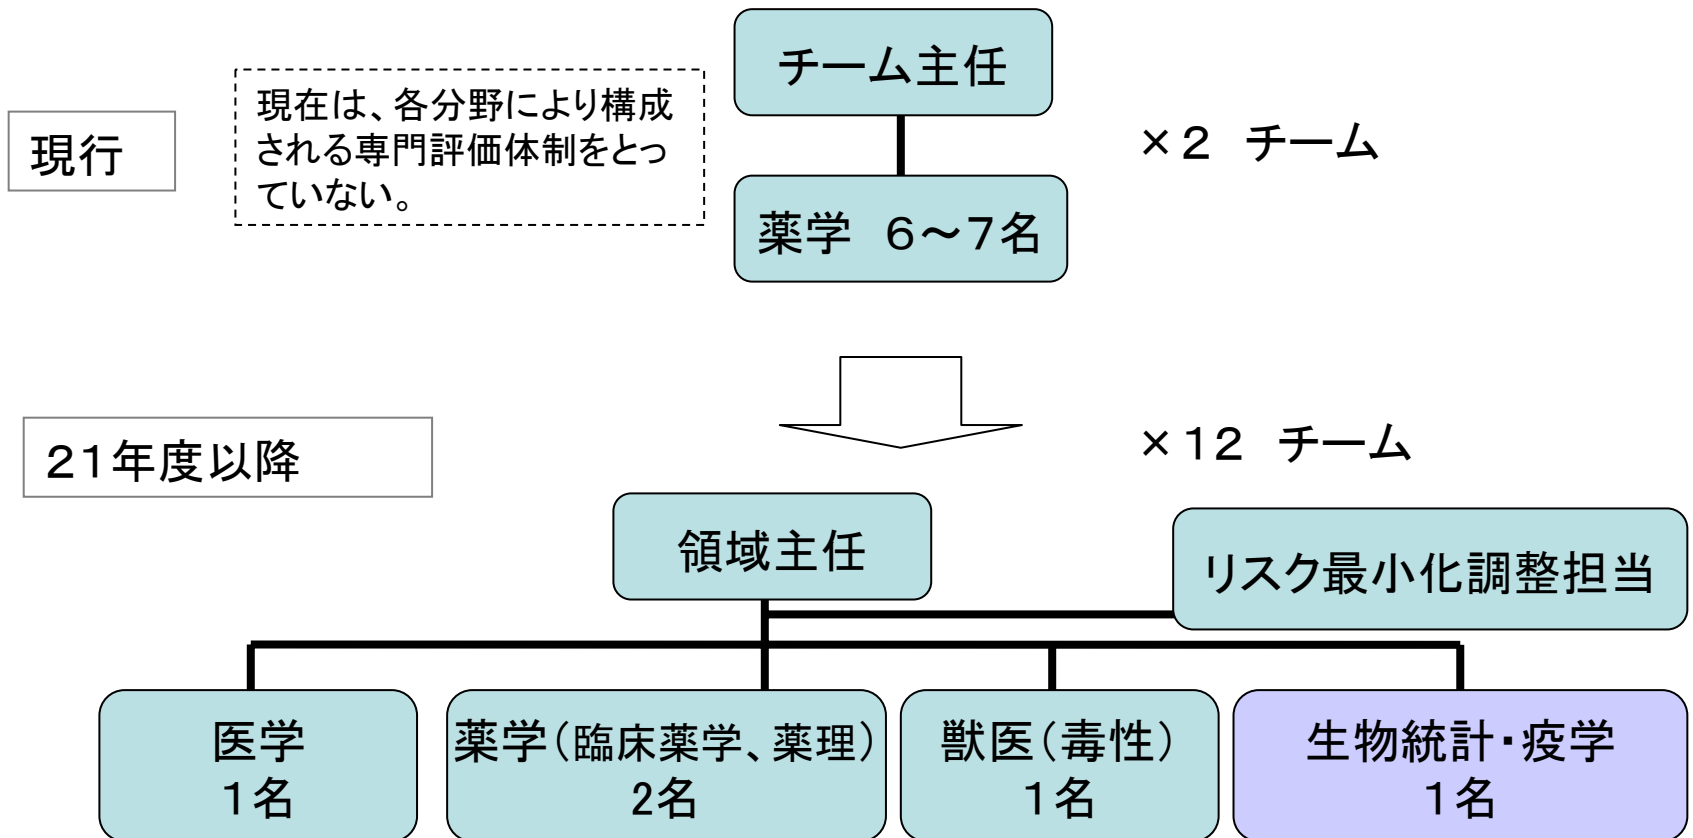 チーム主任
現行
現在は、各分野により構成
される専門評価体制をとっ
ていない。
×２　チーム
薬学　６～７名
２１年度以降
×１２　チーム
領域主任
リスク最小化調整担当
医学
１名
薬学（臨床薬学、薬理）
2名
獣医（毒性）
１名
生物統計・疫学
１名